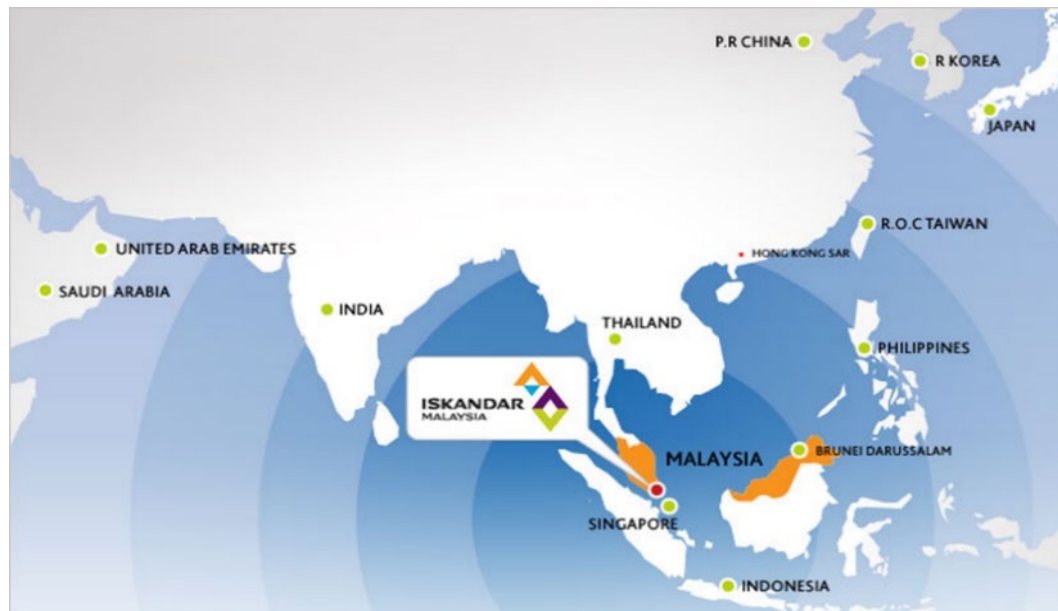 P.R CHINA
R KOREA
JAPAN
R.O.C TAIWAN
UNITED ARAB EMIRATES
HONG KONG SAR
SAUDI ARABIA
INDIA
THAILAND
PHILIPPINES
ISKANDAR
MALAYSIA
MALAYSIA
BRUNEI DARUSSALAM
SINGAPORE
INDONESIA